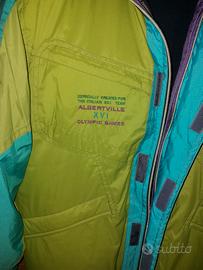 ESPECIALLY CREATED FOR
THE ITALIAN SKI TEAM
ALBERTVILLE
XVI
OLYMPIC GAMES
subito